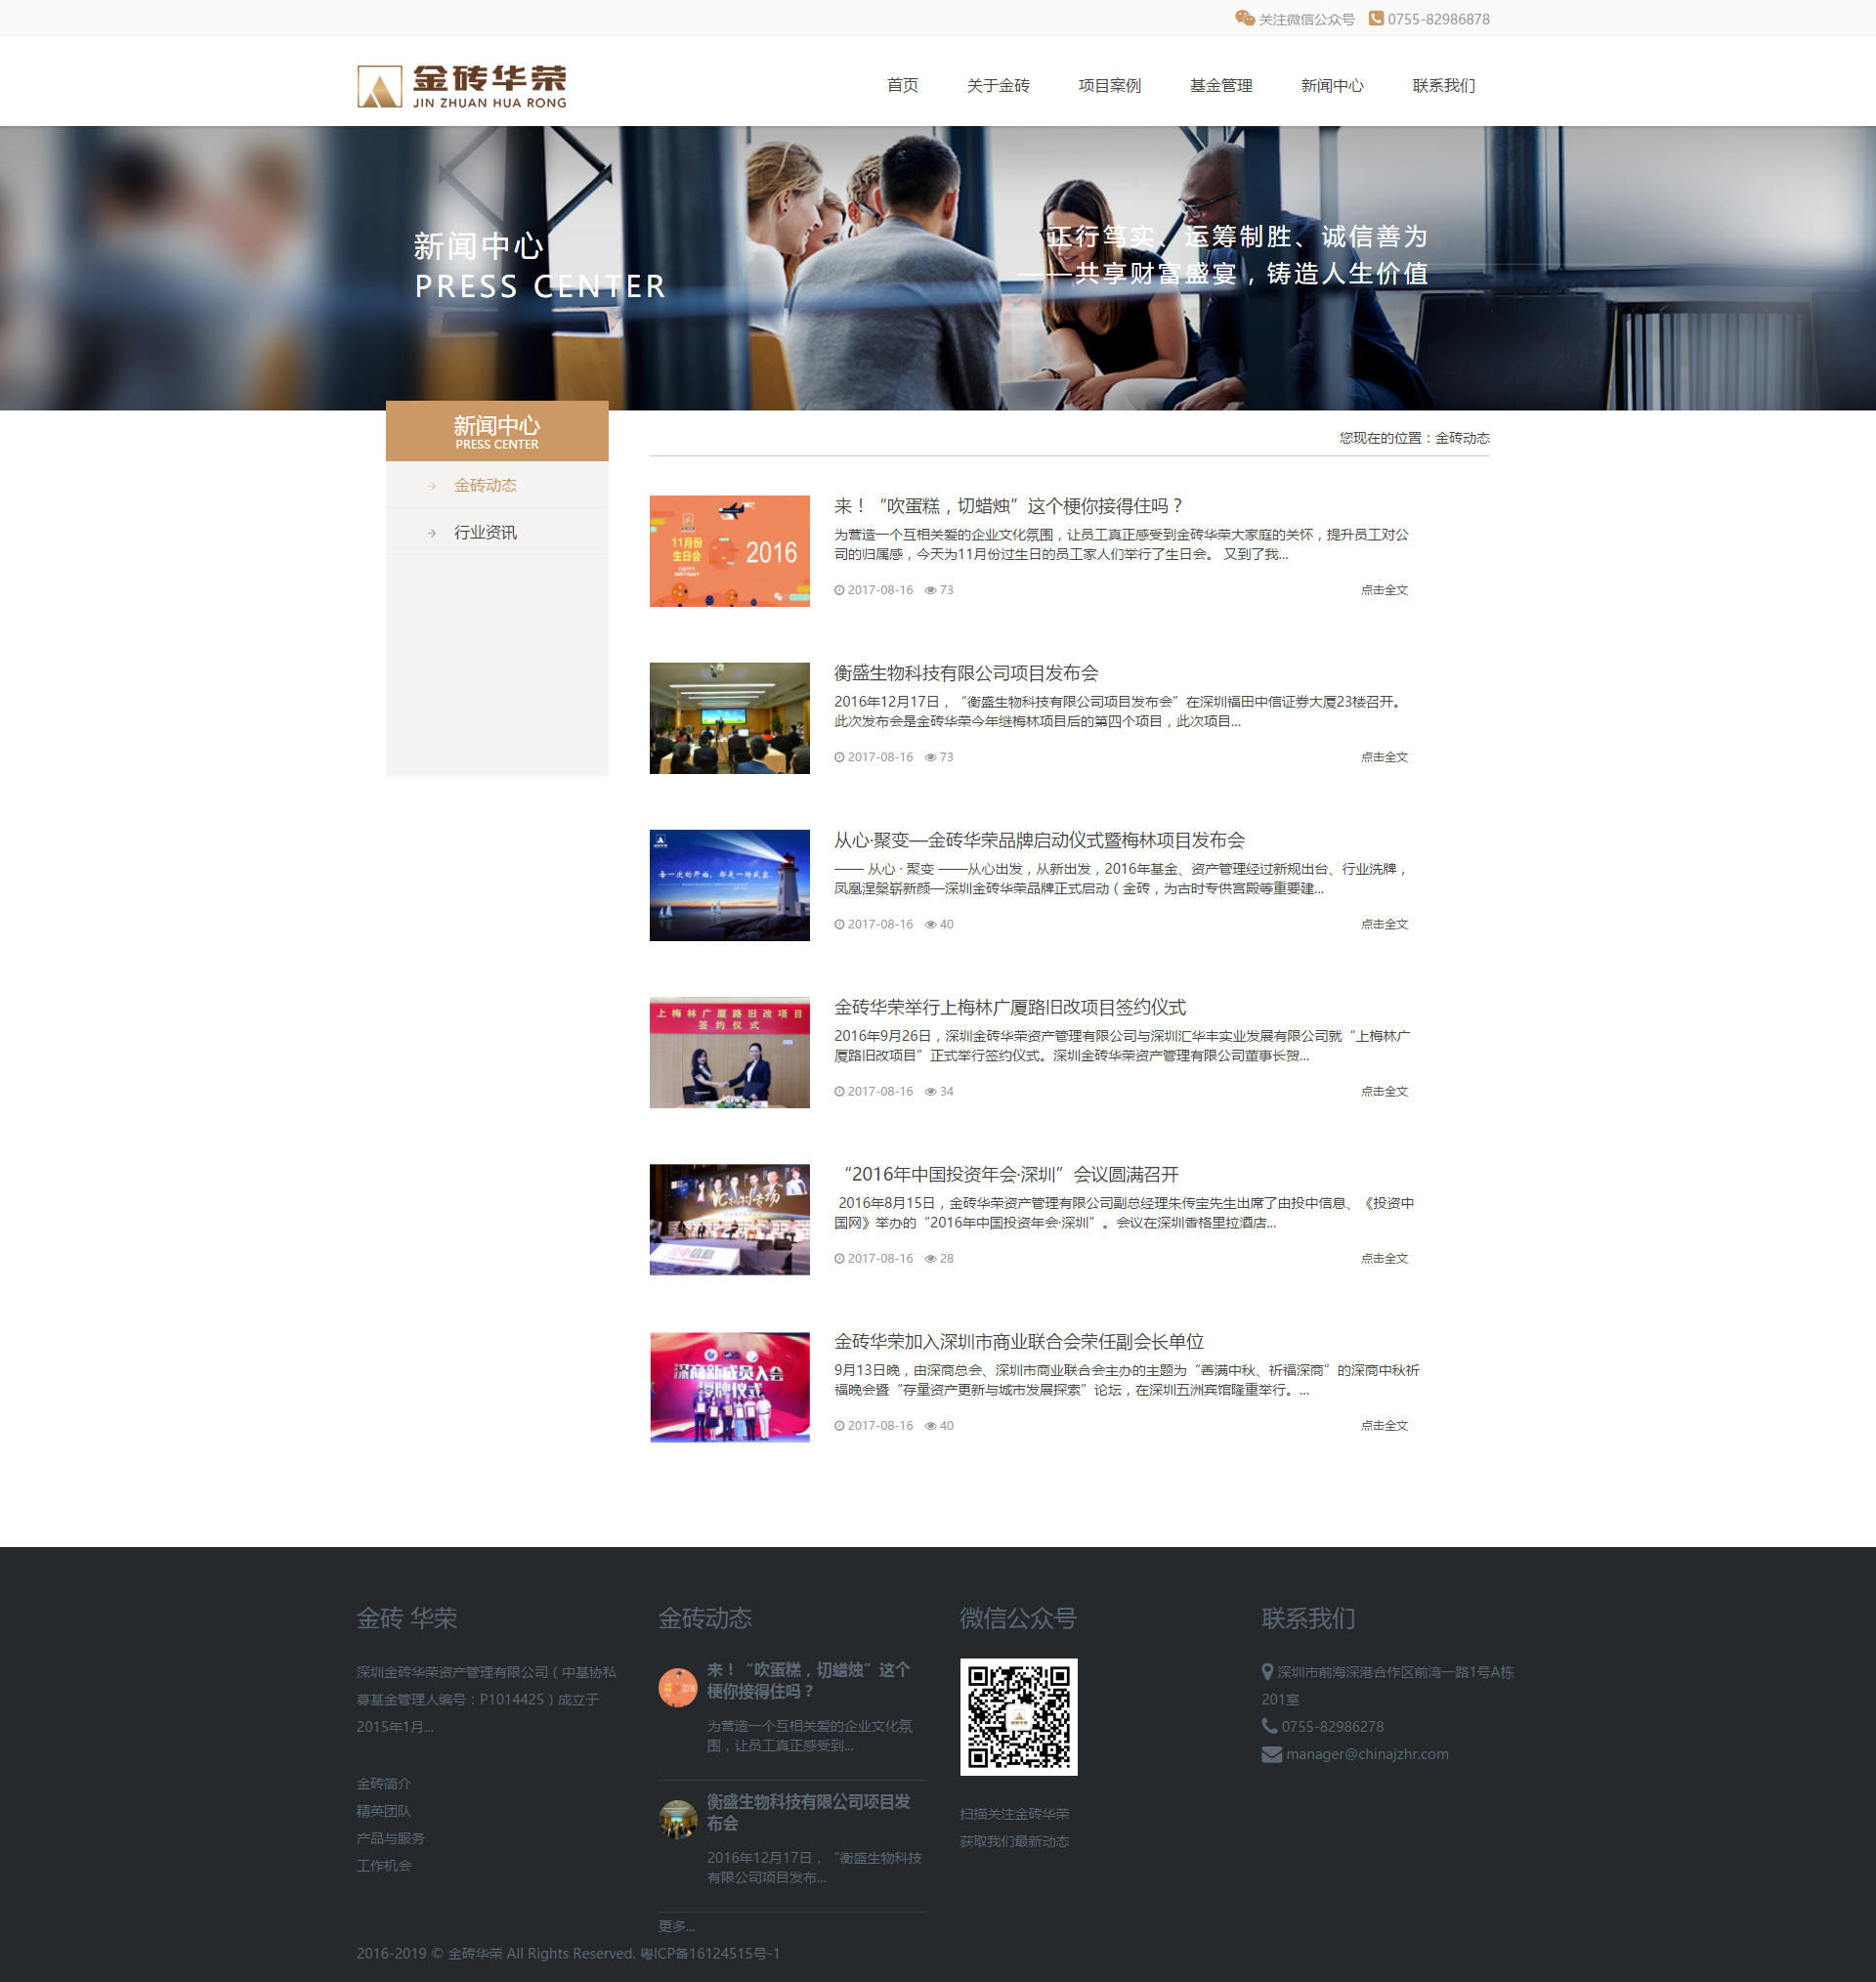 关注微信公众号 0755-82986878
金砖华荣
JIN ZHUAN HUA RONG
首页 关于金砖 项目案例 基金管理 新闻中心 联系我们
新闻中心
PRESS CENTER
正行笃实、运筹制胜、诚信善为
——共享财富盛宴，铸造人生价值
新闻中心
PRESS CENTER
金砖动态
行业资讯
您现在的位置：金砖动态
11月份
生日会
HAPPY
BIRTHDAY
2016
来！“吹蛋糕，切蜡烛”这个梗你接得住吗？
为营造一个互相关爱的企业文化氛围，让员工真正感受到金砖华荣大家庭的关怀，提升员工对公
司的归属感，今天为11月份过生日的员工家人们举行了生日会。 又到了我...
2017-08-16 73 点击全文
衡盛生物科技有限公司项目发布会
2016年12月17日，“衡盛生物科技有限公司项目发布会”在深圳福田中信证券大厦23楼召开。
此次发布会是金砖华荣今年继梅林项目后的第四个项目，此次项目...
2017-08-16 73 点击全文
每一次的开始，都是一场盛宴
从心·聚变—金砖华荣品牌启动仪式暨梅林项目发布会
—— 从心 · 聚变 ——从心出发，从新出发，2016年基金、资产管理经过新规出台、行业洗牌，
凤凰涅槃崭新颜—深圳金砖华荣品牌正式启动（金砖，为古时专供宫殿等重要建...
2017-08-16 40 点击全文
上梅林广厦路旧改项目
签约仪式
金砖华荣举行上梅林广厦路旧改项目签约仪式
2016年9月26日，深圳金砖华荣资产管理有限公司与深圳汇华丰实业发展有限公司就“上梅林广
厦路旧改项目”正式举行签约仪式。深圳金砖华荣资产管理有限公司董事长贺...
2017-08-16 34 点击全文
投中信息
“2016年中国投资年会·深圳”会议圆满召开
2016年8月15日，金砖华荣资产管理有限公司副总经理朱传宝先生出席了由投中信息、《投资中
国网》举办的“2016年中国投资年会·深圳”。会议在深圳香格里拉酒店...
2017-08-16 28 点击全文
深商新成员入会
授牌仪式
金砖华荣加入深圳市商业联合会荣任副会长单位
9月13日晚，由深商总会、深圳市商业联合会主办的主题为“善满中秋、祈福深商”的深商中秋祈
福晚会暨“存量资产更新与城市发展探索”论坛，在深圳五洲宾馆隆重举行。...
2017-08-16 40 点击全文
金砖 华荣
深圳金砖华荣资产管理有限公司（中基协私
募基金管理人编号：P1014425）成立于
2015年1月...
金砖简介
精英团队
产品与服务
工作机会
金砖动态
来！“吹蛋糕，切蜡烛”这个
梗你接得住吗？
为营造一个互相关爱的企业文化氛
围，让员工真正感受到...
衡盛生物科技有限公司项目发
布会
2016年12月17日，“衡盛生物科技
有限公司项目发布...
更多...
微信公众号
扫描关注金砖华荣
获取我们最新动态
联系我们
深圳市前海深港合作区前湾一路1号A栋
201室
0755-82986278
manager@chinajzhr.com
2016-2019 © 金砖华荣 All Rights Reserved. 粤ICP备16124515号-1